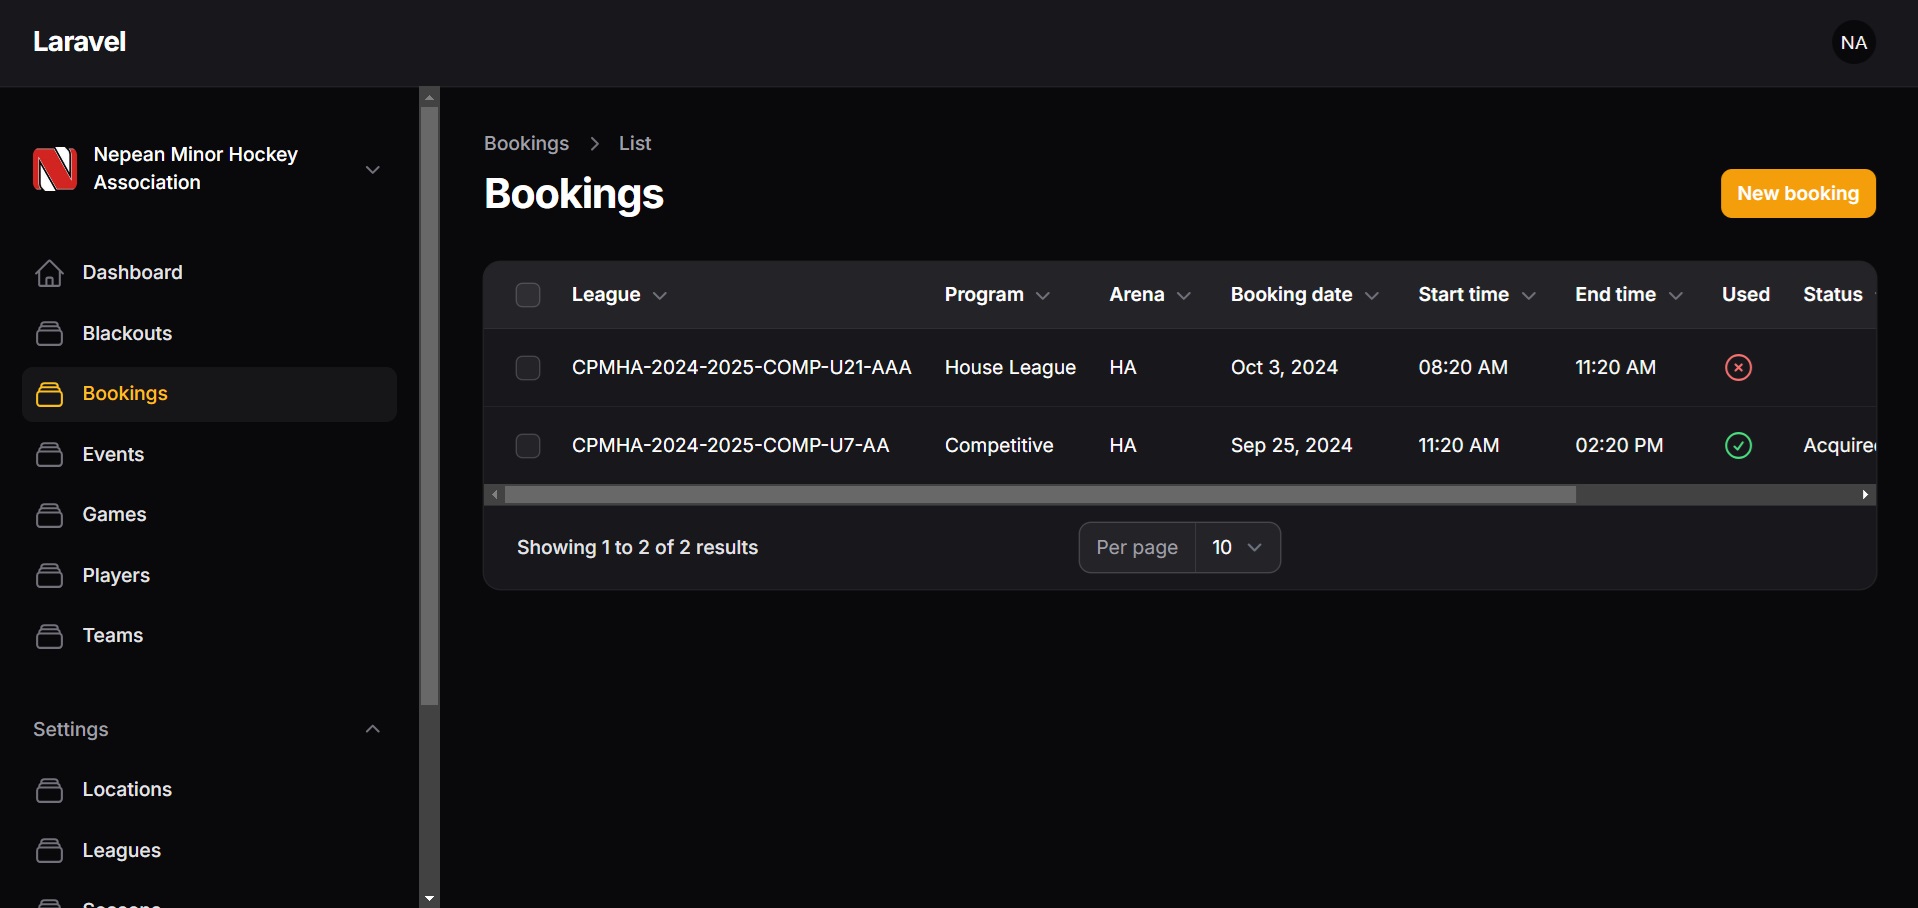 Laravel
NA
Nepean Minor Hockey
Association
Dashboard
Blackouts
Bookings
Events
Games
Players
Teams
Settings
Locations
Leagues
Bookings > List
Bookings
New booking
League Program Arena Booking date Start time End time Used Status
CPMHA-2024-2025-COMP-U21-AAA House League HA Oct 3, 2024 08:20 AM 11:20 AM
CPMHA-2024-2025-COMP-U7-AA Competitive HA Sep 25, 2024 11:20 AM 02:20 PM
Showing 1 to 2 of 2 results
Per page 10